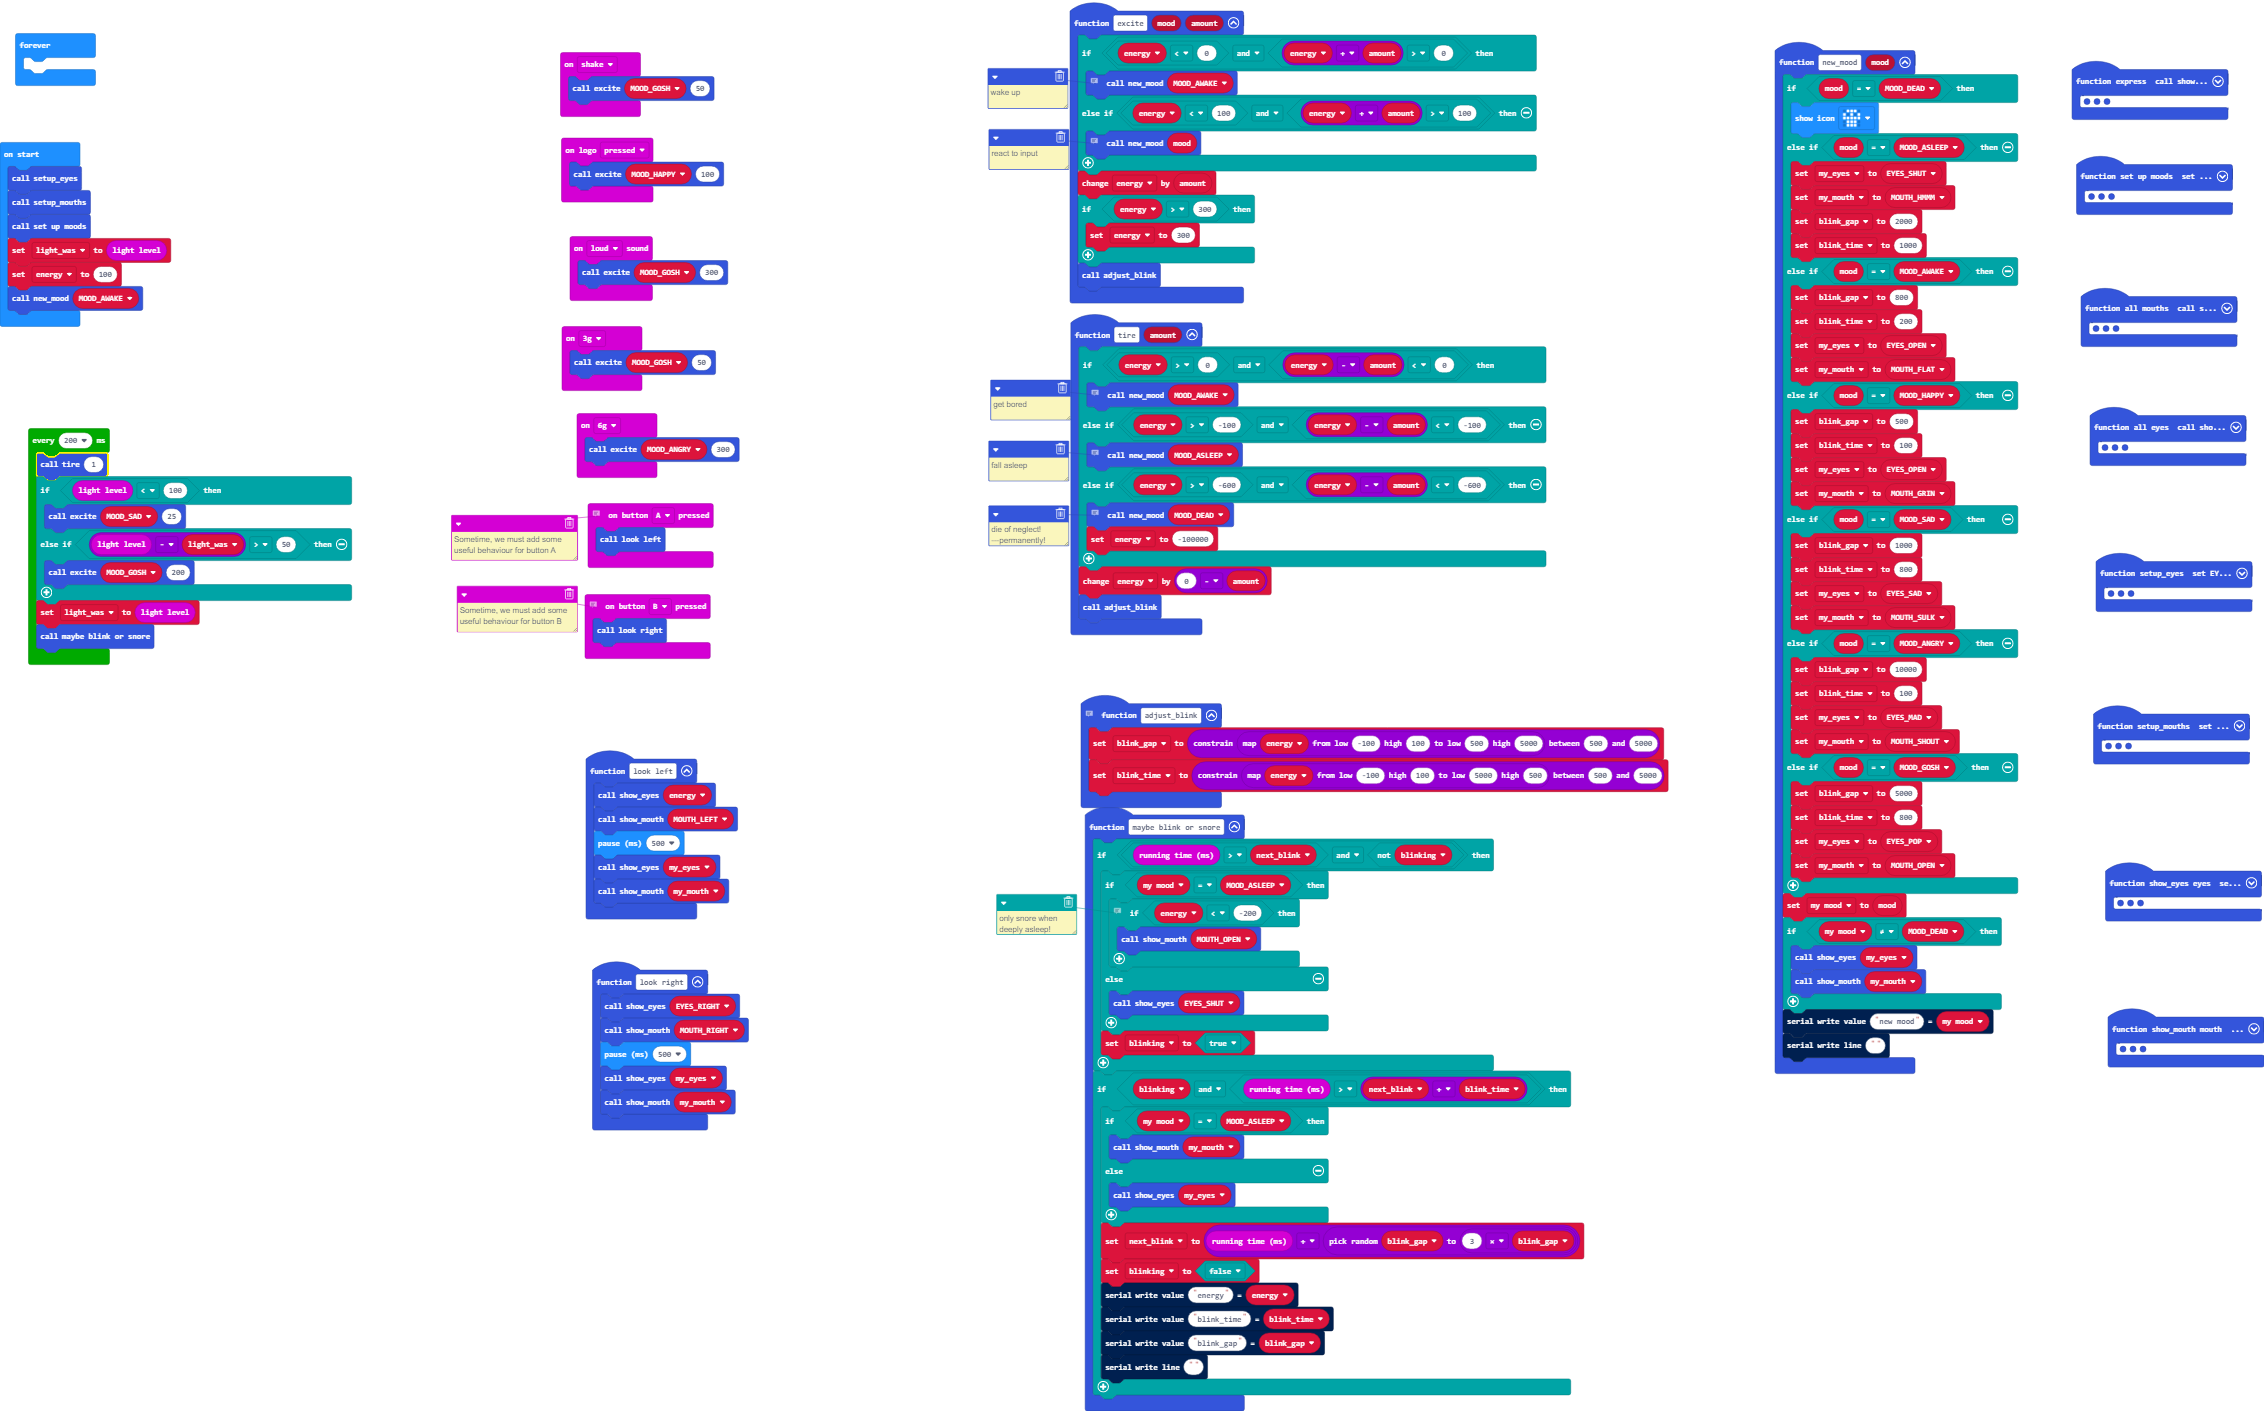 forever
on start
call setup_eyes
call setup_mouths
call set up moods
set light_was to light level
set energy to 100
call new_mood MOOD_AWAKE
every 200 ms
call tire 1
if light level < 100 then
call excite MOOD_SAD 25
else if light level - light_was > 50 then
call excite MOOD_GOSH 200
set light_was to light level
call maybe blink or snore
on shake
call excite MOOD_GOSH 50
on logo pressed
call excite MOOD_HAPPY 100
on loud sound
call excite MOOD_GOSH 300
on 3g
call excite MOOD_GOSH 50
on 6g
call excite MOOD_ANGRY 300
Sometime, we must add some
useful behaviour for button A
on button A pressed
call look left
Sometime, we must add some
useful behaviour for button B
on button B pressed
call look right
function look left
call show_eyes energy
call show_mouth MOUTH_LEFT
pause (ms) 500
call show_eyes my_eyes
call show_mouth my_mouth
function look right
call show_eyes EYES_RIGHT
call show_mouth MOUTH_RIGHT
pause (ms) 500
call show_eyes my_eyes
call show_mouth my_mouth
function excite mood amount
if energy < 0 and energy + amount > 0 then
wake up
call new_mood MOOD_AWAKE
else if energy < 100 and energy + amount > 100 then
react to input
call new_mood mood
change energy by amount
if energy > 300 then
set energy to 300
call adjust_blink
function tire amount
if energy > 0 and energy - amount < 0 then
get bored
call new_mood MOOD_AWAKE
else if energy > -100 and energy - amount < -100 then
fall asleep
call new_mood MOOD_ASLEEP
else if energy > -600 and energy - amount < -600 then
die of neglect!
—permanently!
call new_mood MOOD_DEAD
set energy to -100000
change energy by 0 - amount
call adjust_blink
function adjust_blink
set blink_gap to constrain map energy from low -100 high 100 to low 500 high 5000 between 500 and 5000
set blink_time to constrain map energy from low -100 high 100 to low 5000 high 500 between 500 and 5000
function maybe blink or snore
if running time (ms) > next_blink and not blinking then
if my mood = MOOD_ASLEEP then
only snore when
deeply asleep!
if energy < -200 then
call show_mouth MOUTH_OPEN
else
call show_eyes EYES_SHUT
set blinking to true
if blinking and running time (ms) > next_blink + blink_time then
if my mood = MOOD_ASLEEP then
call show_mouth my_mouth
else
call show_eyes my_eyes
set next_blink to running time (ms) + pick random blink_gap to 3 × blink_gap
set blinking to false
serial write value "energy" = energy
serial write value "blink_time" = blink_time
serial write value "blink_gap" = blink_gap
serial write line " "
function new_mood mood
if mood = MOOD_DEAD then
show icon
else if mood = MOOD_ASLEEP then
set my_eyes to EYES_SHUT
set my_mouth to MOUTH_HMMM
set blink_gap to 2000
set blink_time to 1000
else if mood = MOOD_AWAKE then
set blink_gap to 800
set blink_time to 200
set my_eyes to EYES_OPEN
set my_mouth to MOUTH_FLAT
else if mood = MOOD_HAPPY then
set blink_gap to 500
set blink_time to 100
set my_eyes to EYES_OPEN
set my_mouth to MOUTH_GRIN
else if mood = MOOD_SAD then
set blink_gap to 1000
set blink_time to 800
set my_eyes to EYES_SAD
set my_mouth to MOUTH_SULK
else if mood = MOOD_ANGRY then
set blink_gap to 10000
set blink_time to 100
set my_eyes to EYES_MAD
set my_mouth to MOUTH_SHOUT
else if mood = MOOD_GOSH then
set blink_gap to 5000
set blink_time to 800
set my_eyes to EYES_POP
set my_mouth to MOUTH_OPEN
set my mood to mood
if my mood ≠ MOOD_DEAD then
call show_eyes my_eyes
call show_mouth my_mouth
serial write value "new mood" = my mood
serial write line " "
function express call show...
function set up moods set ...
function all mouths call s...
function all eyes call sho...
function setup_eyes set EY...
function setup_mouths set ...
function show_eyes eyes se...
function show_mouth mouth ...